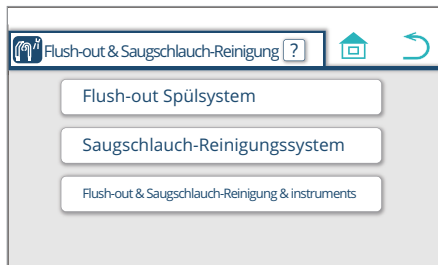 Flush-out & Saugschlauch-Reinigung ?
Flush-out Spülsystem
Saugschlauch-Reinigungssystem
Flush-out & Saugschlauch-Reinigung & instruments